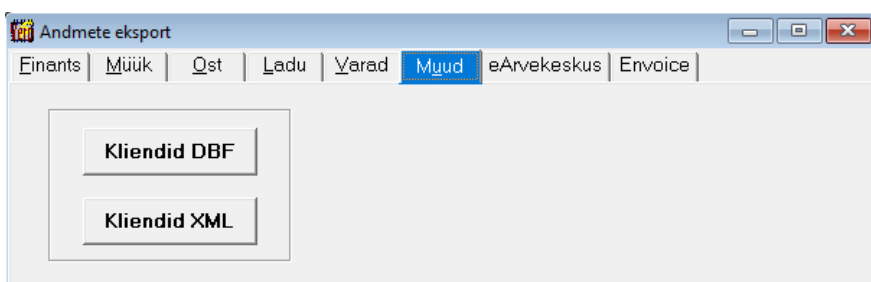 Andmete eksport
Finants Müük Ost Ladu Varad Muud eArvekeskus Envoice
Kliendid DBF
Kliendid XML